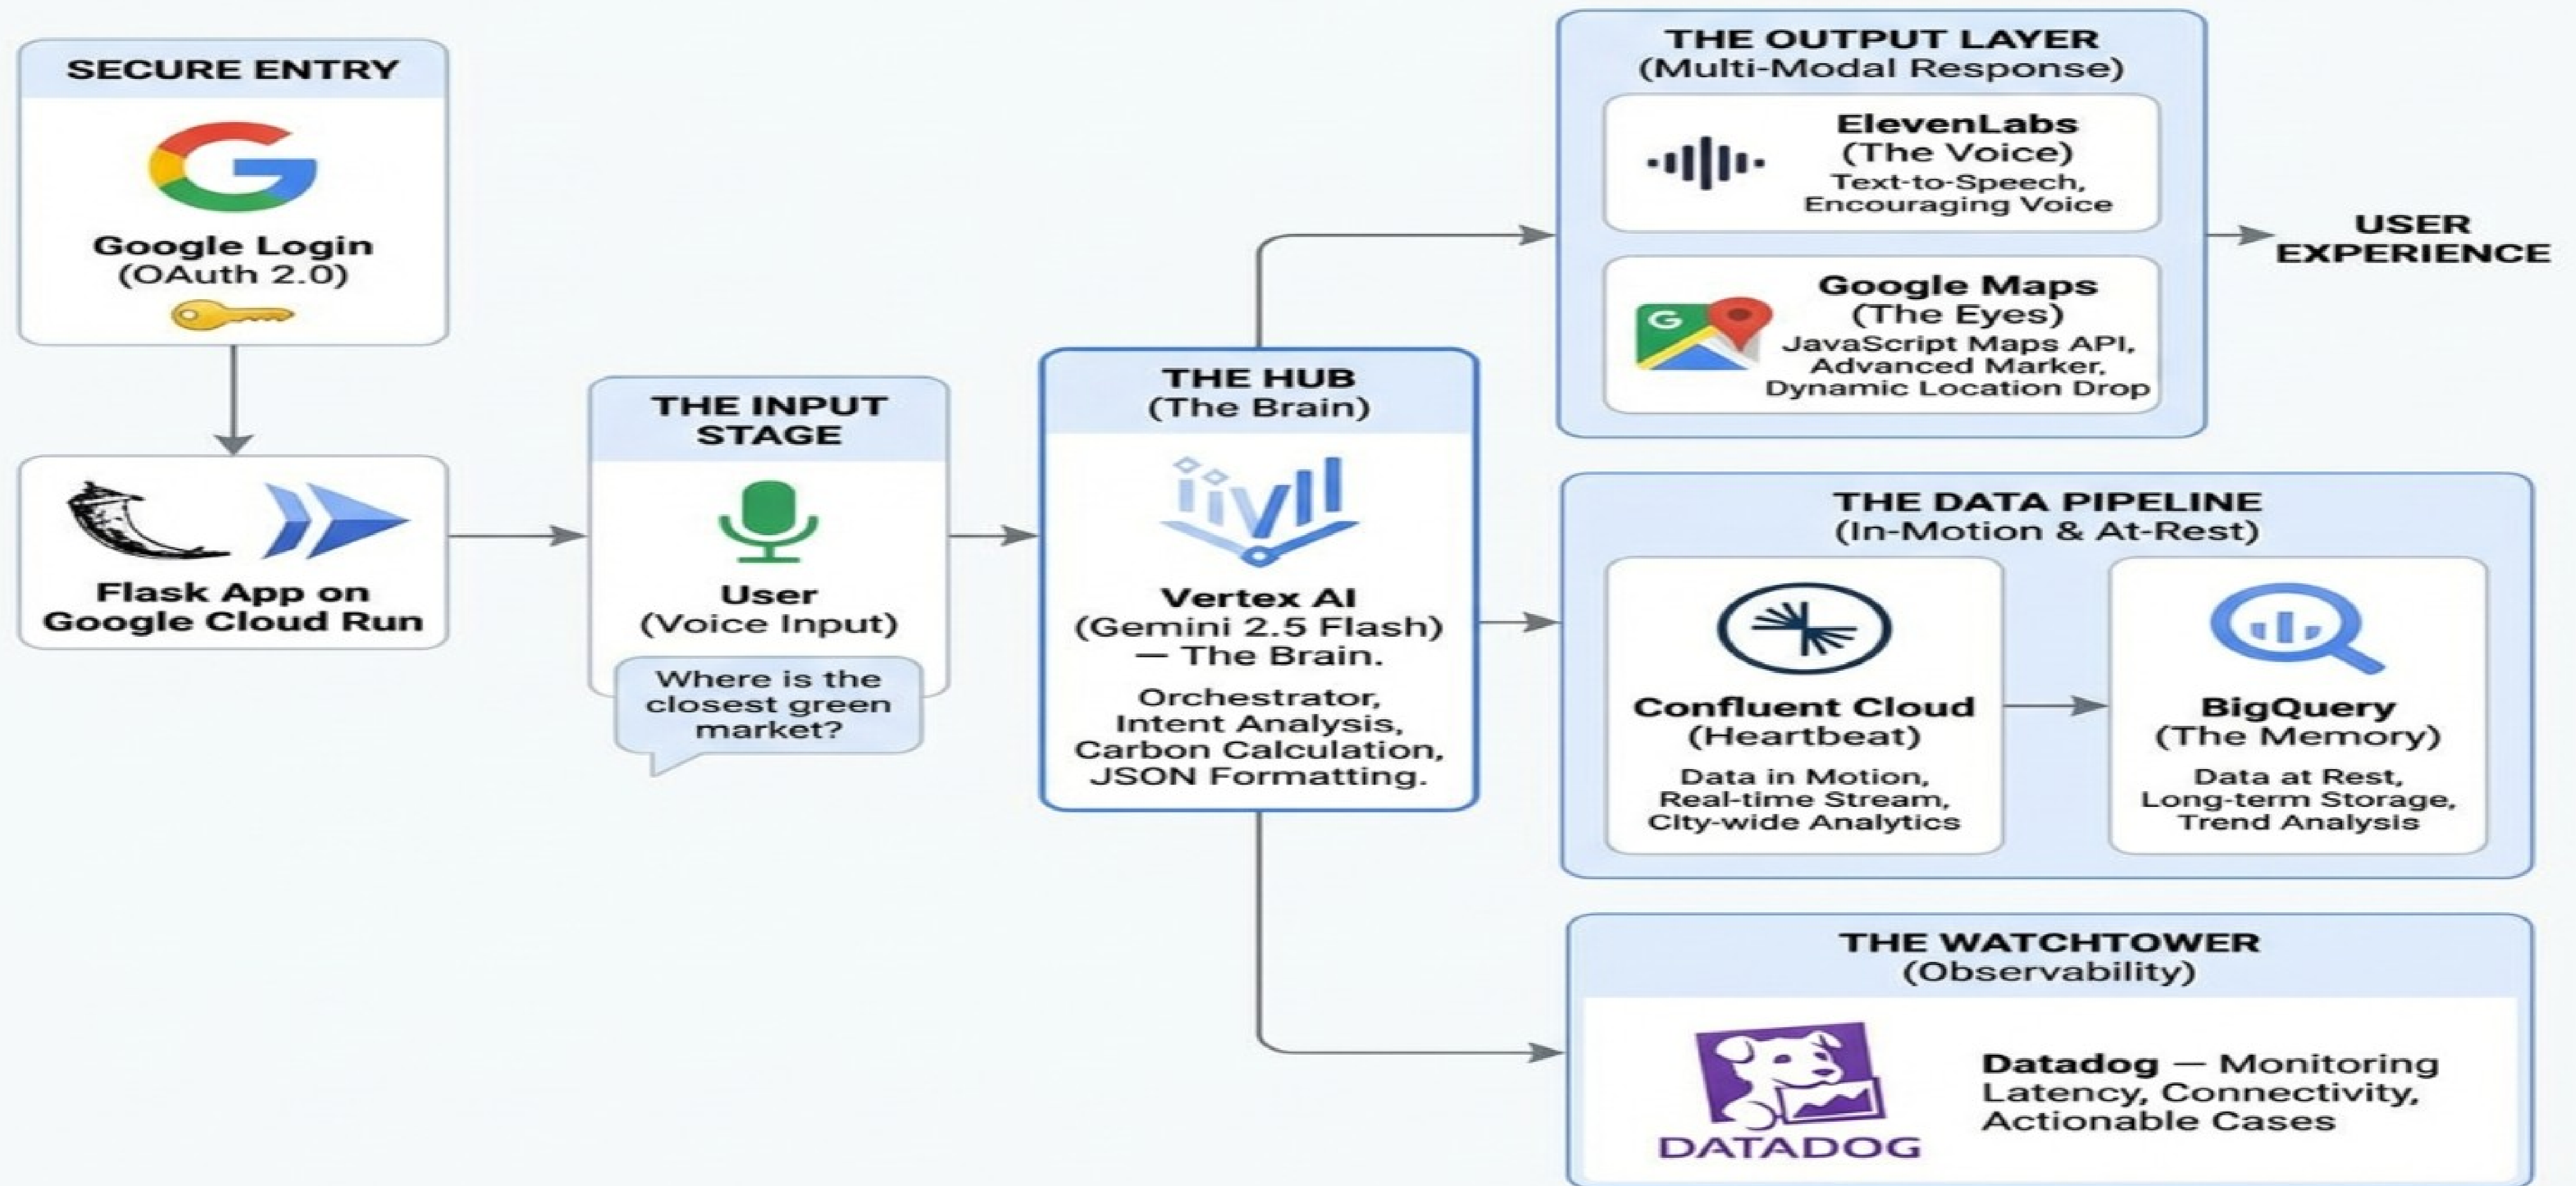 SECURE ENTRY
Google Login
(OAuth 2.0)
Flask App on
Google Cloud Run
THE INPUT
STAGE
User
(Voice Input)
Where is the
closest green
market?
THE HUB
(The Brain)
Vertex AI
(Gemini 2.5 Flash)
— The Brain.
Orchestrator,
Intent Analysis,
Carbon Calculation,
JSON Formatting.
THE OUTPUT LAYER
(Multi-Modal Response)
ElevenLabs
(The Voice)
Text-to-Speech,
Encouraging Voice
G
Google Maps
(The Eyes)
JavaScript Maps API,
Advanced Marker,
Dynamic Location Drop
USER
EXPERIENCE
THE DATA PIPELINE
(In-Motion & At-Rest)
Confluent Cloud
(Heartbeat)
Data in Motion,
Real-time Stream,
CIty-wide Analytics
BigQuery
(The Memory)
Data at Rest,
Long-term Storage,
Trend Analysis
THE WATCHTOWER
(Observability)
DATADOG
Datadog — Monitoring
Latency, Connectivity,
Actionable Cases